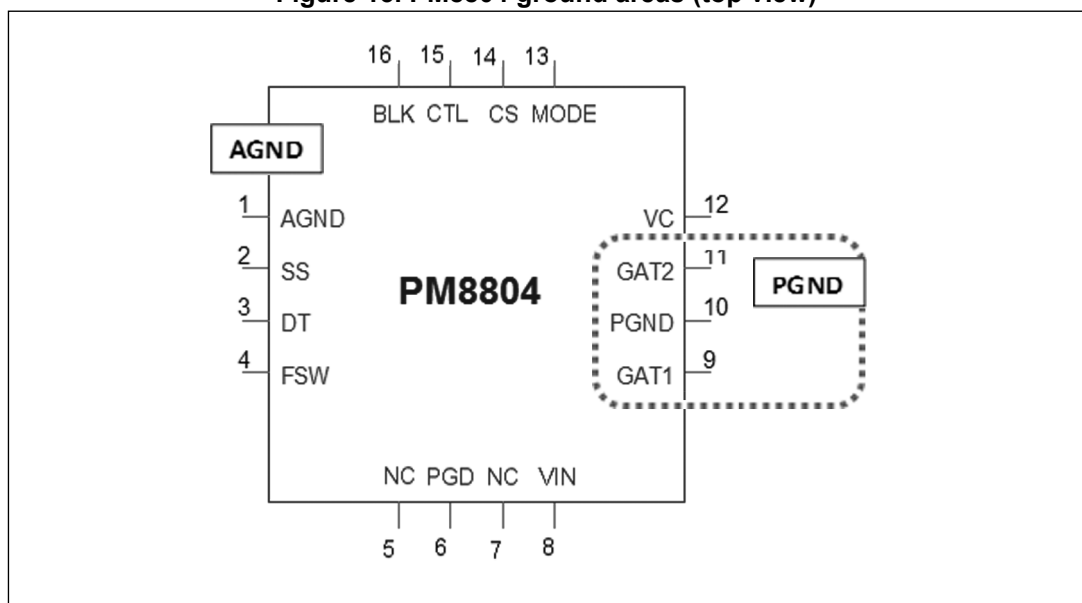 Figure PM8804 ground areas (top view)
16 15 14 13
BLK CTL CS MODE
AGND
1 AGND VC 12
2 SS GAT2 11
PM8804 PGND
3 DT PGND 10
4 FSW GAT1 9
NC PGD NC VIN
5 6 7 8